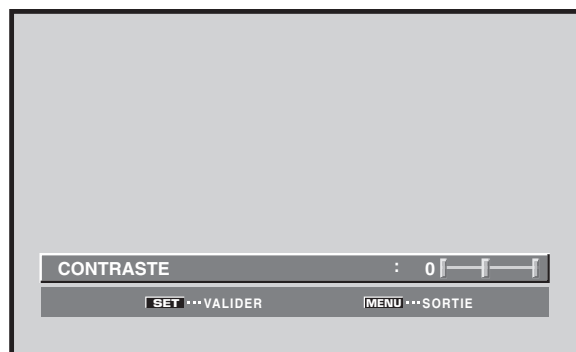 CONTRASTE : 0
SET ··· VALIDER MENU ··· SORTIE